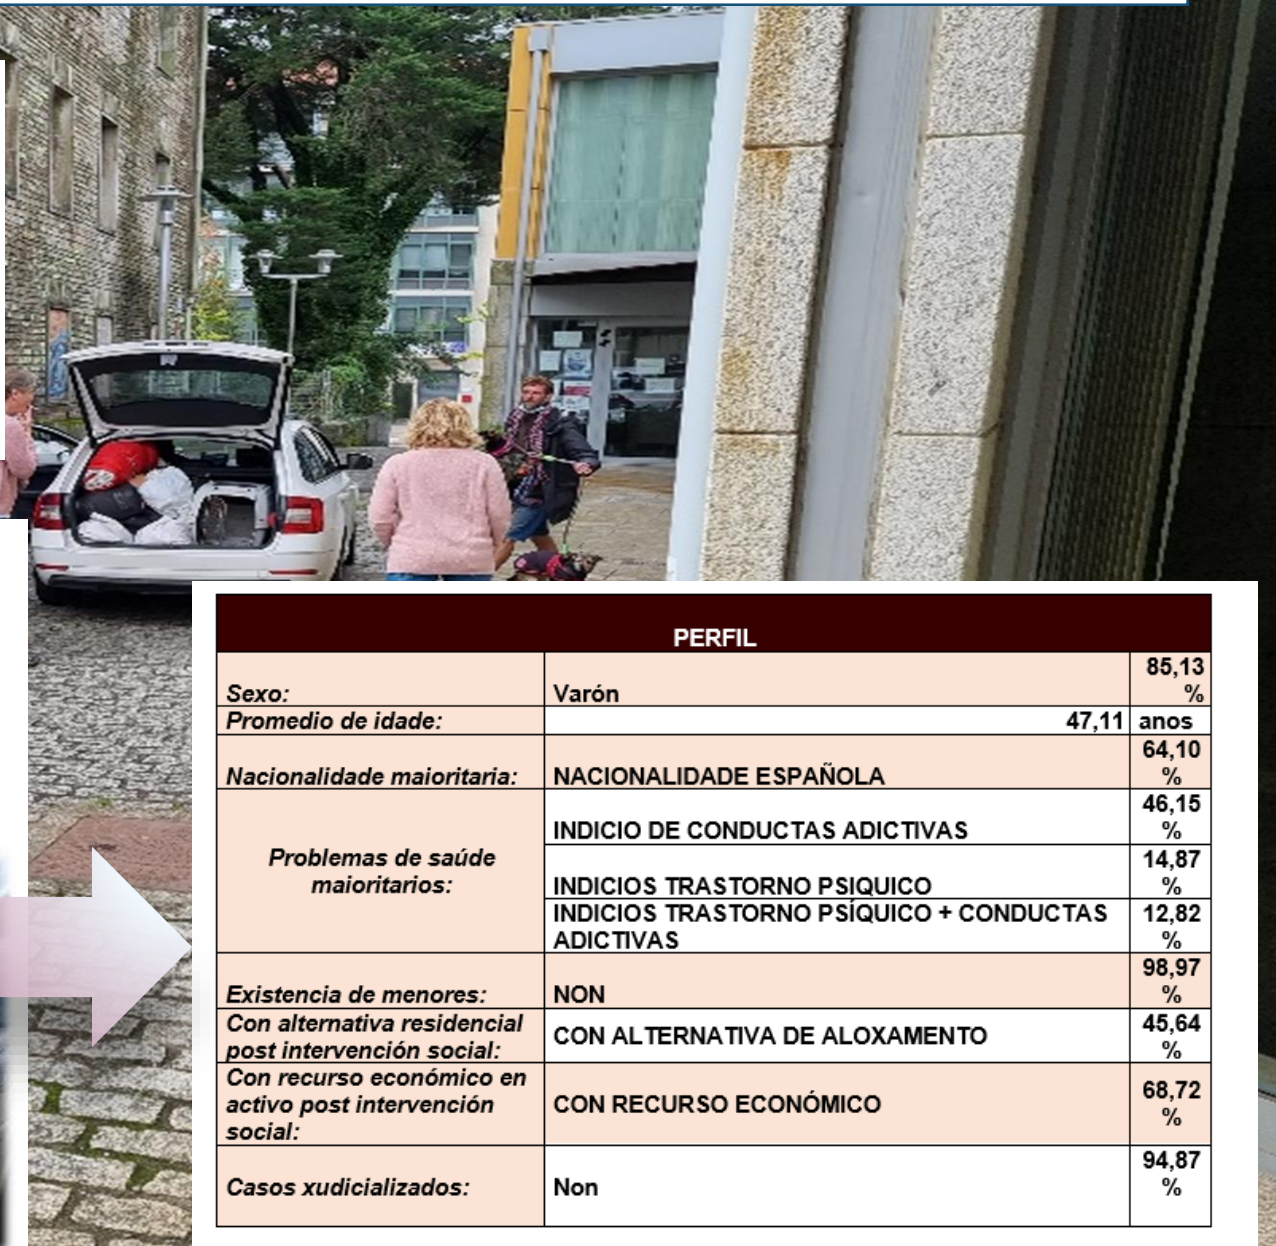 PERFIL
Sexo: Varón 85,13 %
Promedio de idade: 47,11 anos
Nacionalidade maioritaria: NACIONALIDADE ESPAÑOLA 64,10 %
Problemas de saúde maioritarios:
INDICIO DE CONDUCTAS ADICTIVAS 46,15 %
INDICIOS TRASTORNO PSIQUICO 14,87 %
INDICIOS TRASTORNO PSÍQUICO + CONDUCTAS ADICTIVAS 12,82 %
Existencia de menores: NON 98,97 %
Con alternativa residencial post intervención social: CON ALTERNATIVA DE ALOXAMENTO 45,64 %
Con recurso económico en activo post intervención social: CON RECURSO ECONÓMICO 68,72 %
Casos xudicializados: Non 94,87 %